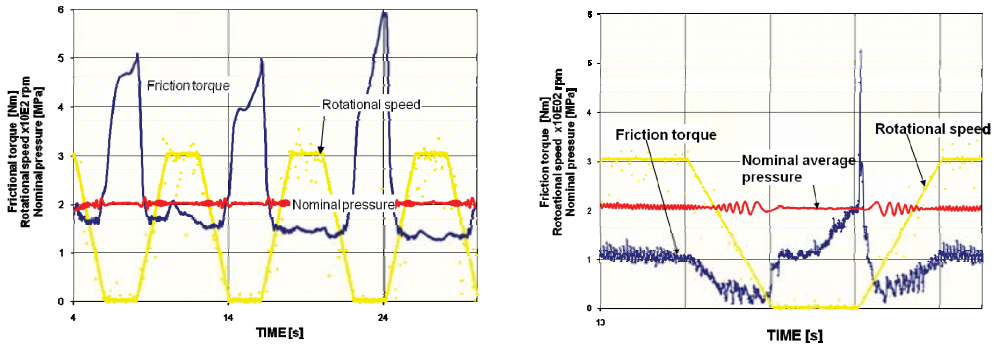 Frictional torque [Nm]
Rotational speed x10E2 rpm
Nominal pressure [MPa]
6
5
4
3
2
1
0
Friction torque
Rotational speed
Nominal pressure
4
14
24
TIME [s]
Friction torque [Nm]
Rotoational speed x10E02 rpm
Nominal pressure [MPa]
5
5
4
3
2
1
0
Friction torque
Nominal average
pressure
Rotational speed
13
TIME [s]